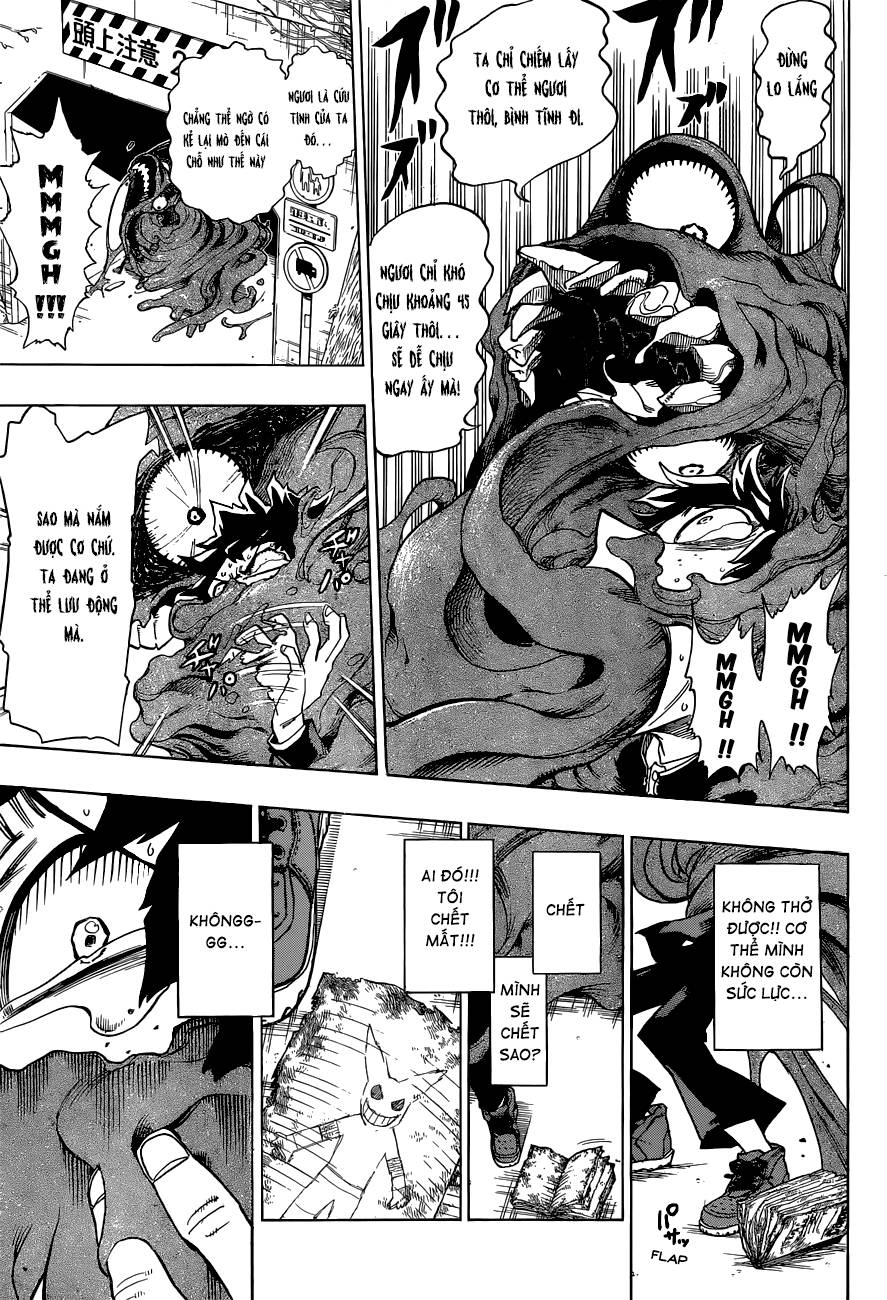 ĐỪNG
LO LẮNG
TA CHỈ CHIẾM LẤY
CƠ THỂ NGƯƠI
THÔI, BÌNH TĨNH ĐI.
NGƯƠI CHỈ KHÓ
CHỊU KHOẢNG 45
GIÂY THÔI...
SẼ DỄ CHỊU
NGAY ẤY MÀ!
MMGH !!
MMGH !!
頭上注意 2
NGƯƠI LÀ CỨU
TINH CỦA TA
ĐÓ...
CHẲNG THỂ NGỜ CÓ
KẺ LẠI MÒ ĐẾN CÁI
CHỖ NHƯ THẾ NÀY
MMMGH !!!
SAO MÀ NẮM
ĐƯỢC CƠ CHỨ.
TA ĐANG Ở
THỂ LƯU ĐỘNG
MÀ.
KHÔNG THỞ
ĐƯỢC!! CƠ
THỂ MÌNH
KHÔNG CÒN
SỨC LỰC...
パサッ
FLAP
CHẾT
MÌNH
SẼ
CHẾT
SAO?
AI ĐÓ!!!
TÔI
CHẾT
MẤT!!!
KHÔNGG-
GG...